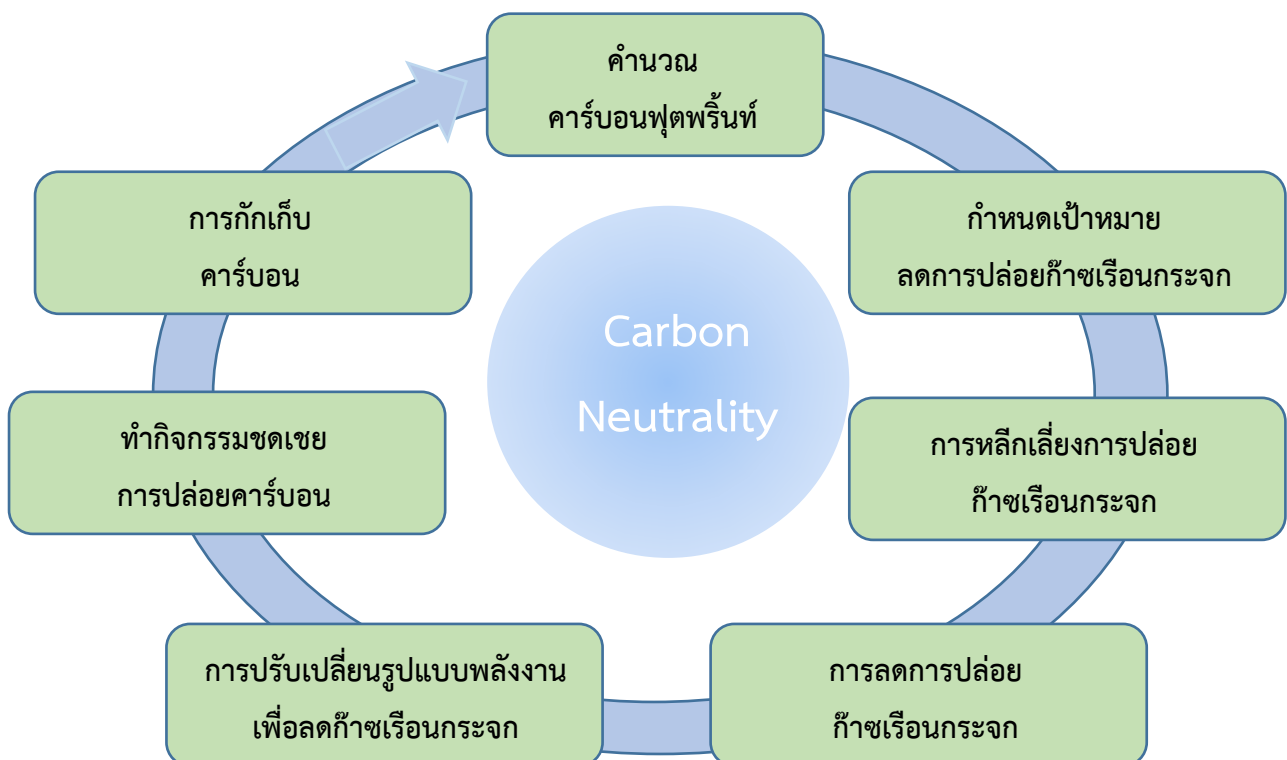 คำนวณ
คาร์บอนฟุตพริ้นท์
กำหนดเป้าหมาย
ลดการปล่อยก๊าซเรือนกระจก
การหลีกเลี่ยงการปล่อย
ก๊าซเรือนกระจก
การลดการปล่อย
ก๊าซเรือนกระจก
การปรับเปลี่ยนรูปแบบพลังงาน
เพื่อลดก๊าซเรือนกระจก
ทำกิจกรรมชดเชย
การปล่อยคาร์บอน
การกักเก็บ
คาร์บอน
Carbon
Neutrality